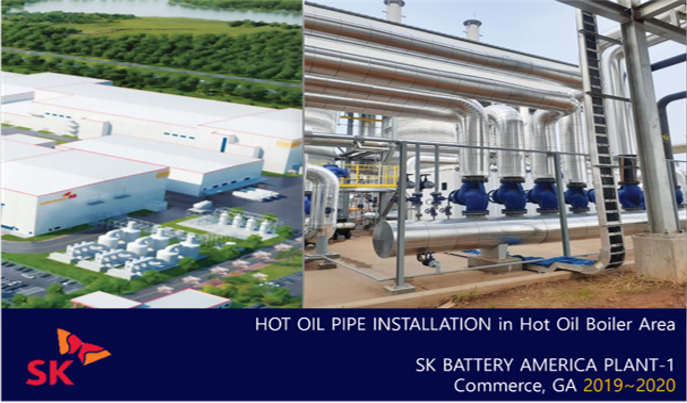 HOT OIL PIPE INSTALLATION in Hot Oil Boiler Area
SK BATTERY AMERICA PLANT-1
Commerce, GA 2019~2020
SK